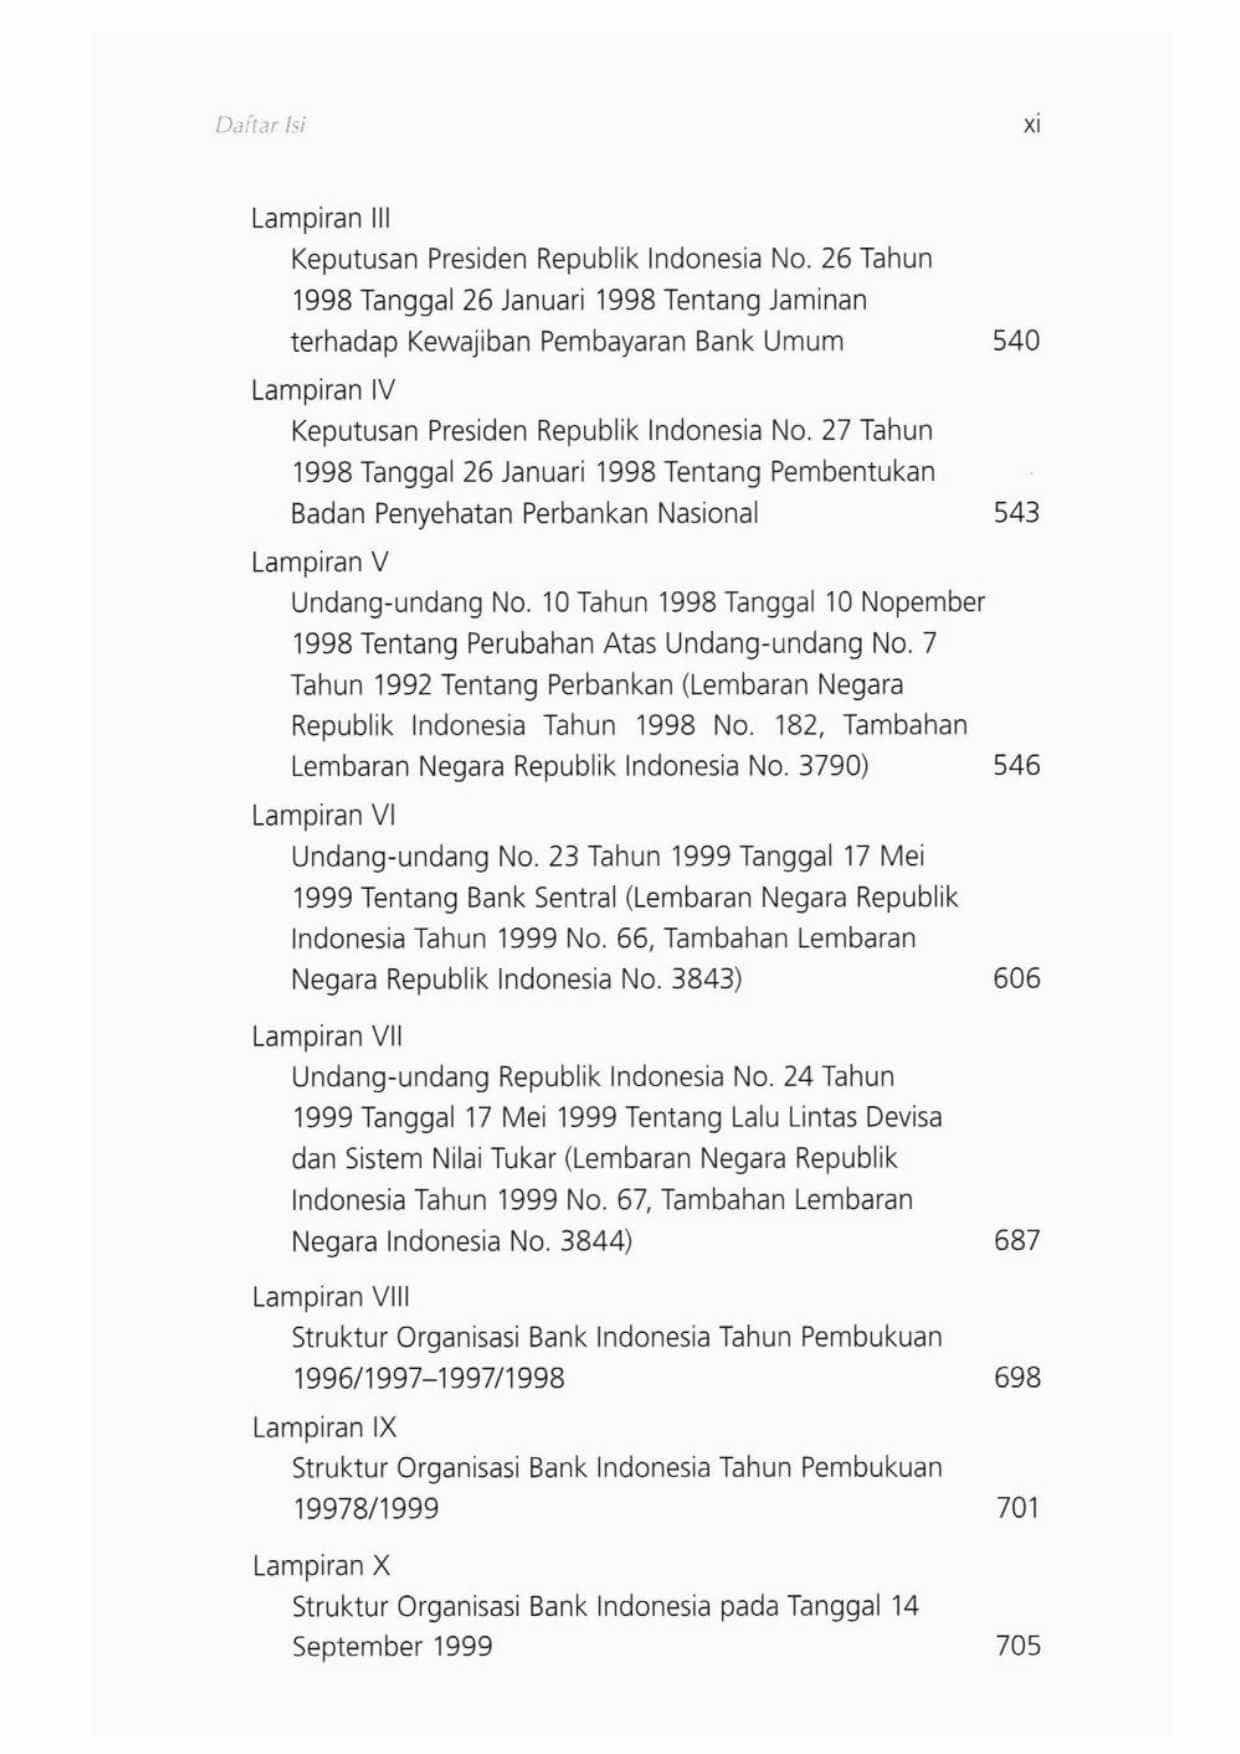 Daftar Isi xi
Lampiran III
Keputusan Presiden Republik Indonesia No. 26 Tahun
1998 Tanggal 26 Januari 1998 Tentang Jaminan
terhadap Kewajiban Pembayaran Bank Umum 540
Lampiran IV
Keputusan Presiden Republik Indonesia No. 27 Tahun
1998 Tanggal 26 Januari 1998 Tentang Pembentukan
Badan Penyehatan Perbankan Nasional 543
Lampiran V
Undang-undang No. 10 Tahun 1998 Tanggal 10 Nopember
1998 Tentang Perubahan Atas Undang-undang No. 7
Tahun 1992 Tentang Perbankan (Lembaran Negara
Republik Indonesia Tahun 1998 No. 182, Tambahan
Lembaran Negara Republik Indonesia No. 3790) 546
Lampiran VI
Undang-undang No. 23 Tahun 1999 Tanggal 17 Mei
1999 Tentang Bank Sentral (Lembaran Negara Republik
Indonesia Tahun 1999 No. 66, Tambahan Lembaran
Negara Republik Indonesia No. 3843) 606
Lampiran VII
Undang-undang Republik Indonesia No. 24 Tahun
1999 Tanggal 17 Mei 1999 Tentang Lalu Lintas Devisa
dan Sistem Nilai Tukar (Lembaran Negara Republik
Indonesia Tahun 1999 No. 67, Tambahan Lembaran
Negara Indonesia No. 3844) 687
Lampiran VIII
Struktur Organisasi Bank Indonesia Tahun Pembukuan
1996/1997–1997/1998 698
Lampiran IX
Struktur Organisasi Bank Indonesia Tahun Pembukuan
19978/1999 701
Lampiran X
Struktur Organisasi Bank Indonesia pada Tanggal 14
September 1999 705